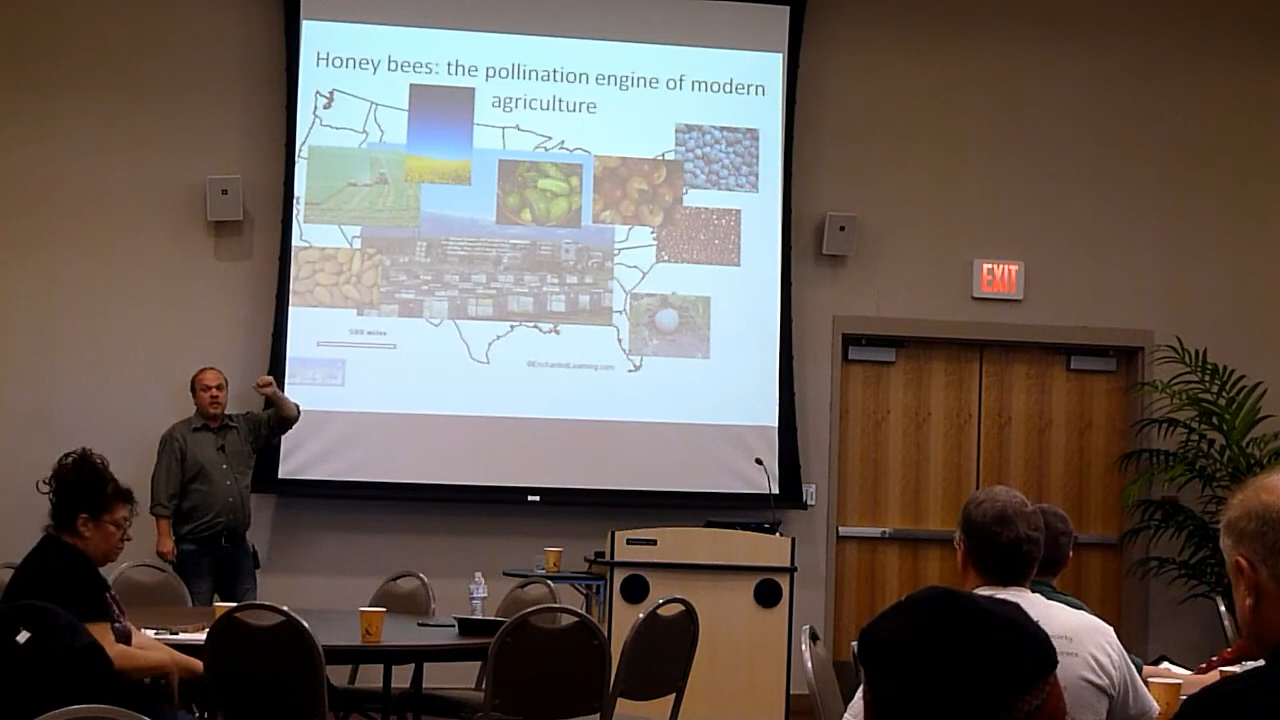 Honey bees: the pollination engine of modern
agriculture
500 miles
©EnchantedLearning.com
EXIT